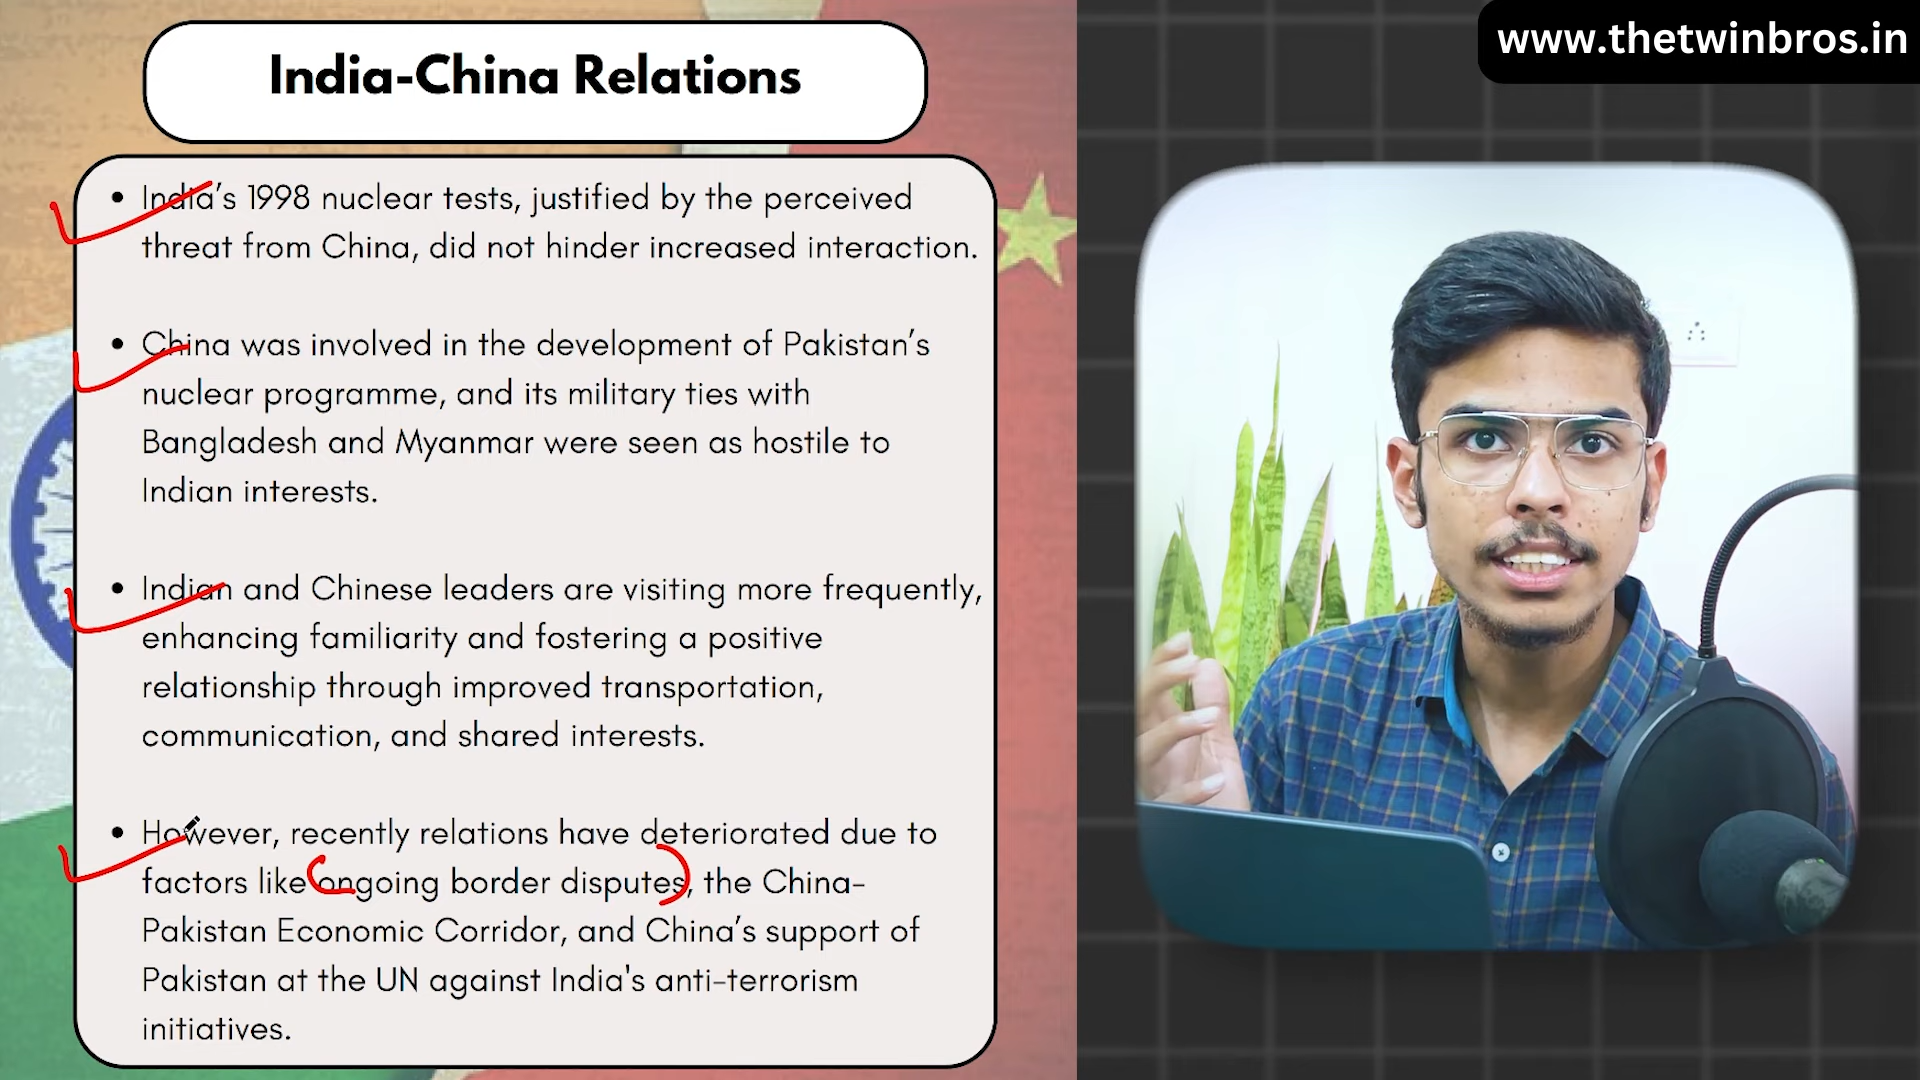 www.thetwinbros.in
India-China Relations
• India's 1998 nuclear tests, justified by the perceived
threat from China, did not hinder increased interaction.
• China was involved in the development of Pakistan's
nuclear programme, and its military ties with
Bangladesh and Myanmar were seen as hostile to
Indian interests.
• Indian and Chinese leaders are visiting more frequently,
enhancing familiarity and fostering a positive
relationship through improved transportation,
communication, and shared interests.
• However, recently relations have deteriorated due to
factors like ongoing border disputes, the China-
Pakistan Economic Corridor, and China's support of
Pakistan at the UN against India's anti-terrorism
initiatives.